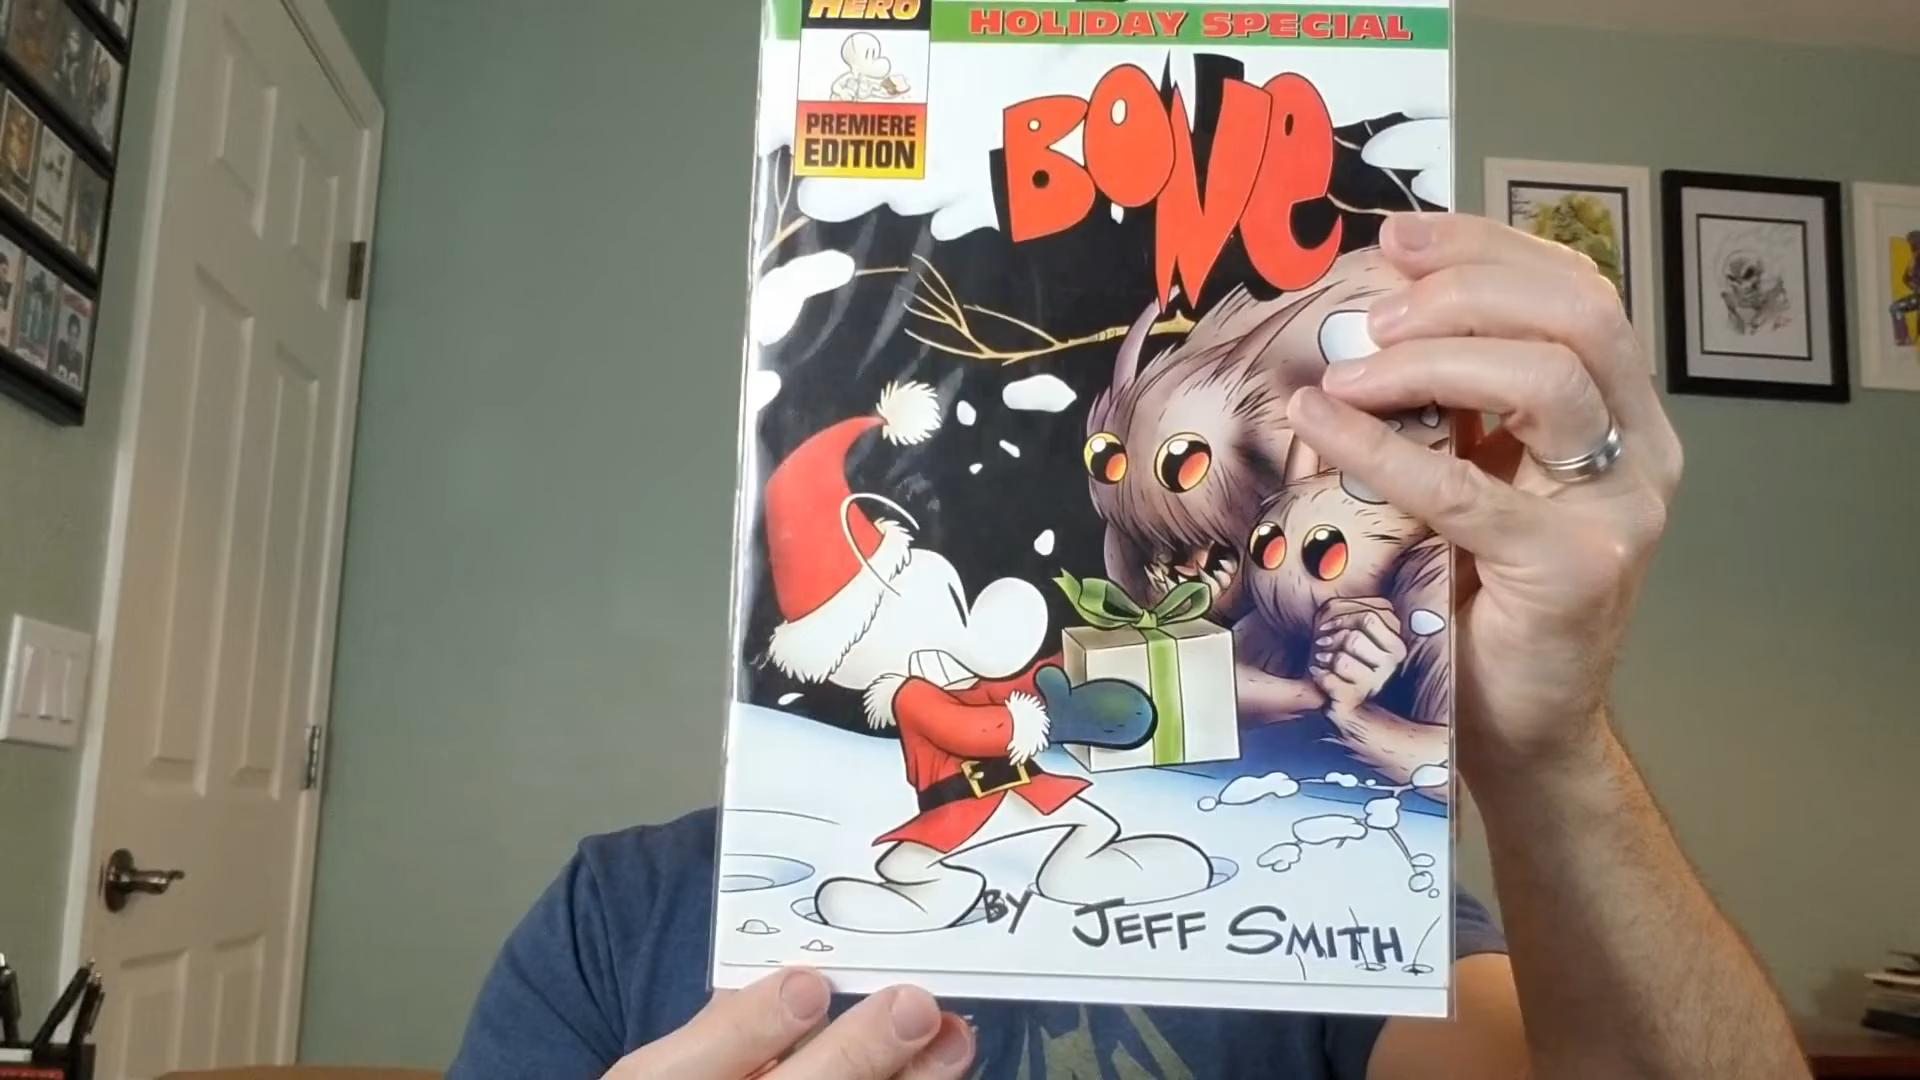 HERO
HOLIDAY SPECIAL
BONE
PREMIERE
EDITION
BY JEFF SMITH